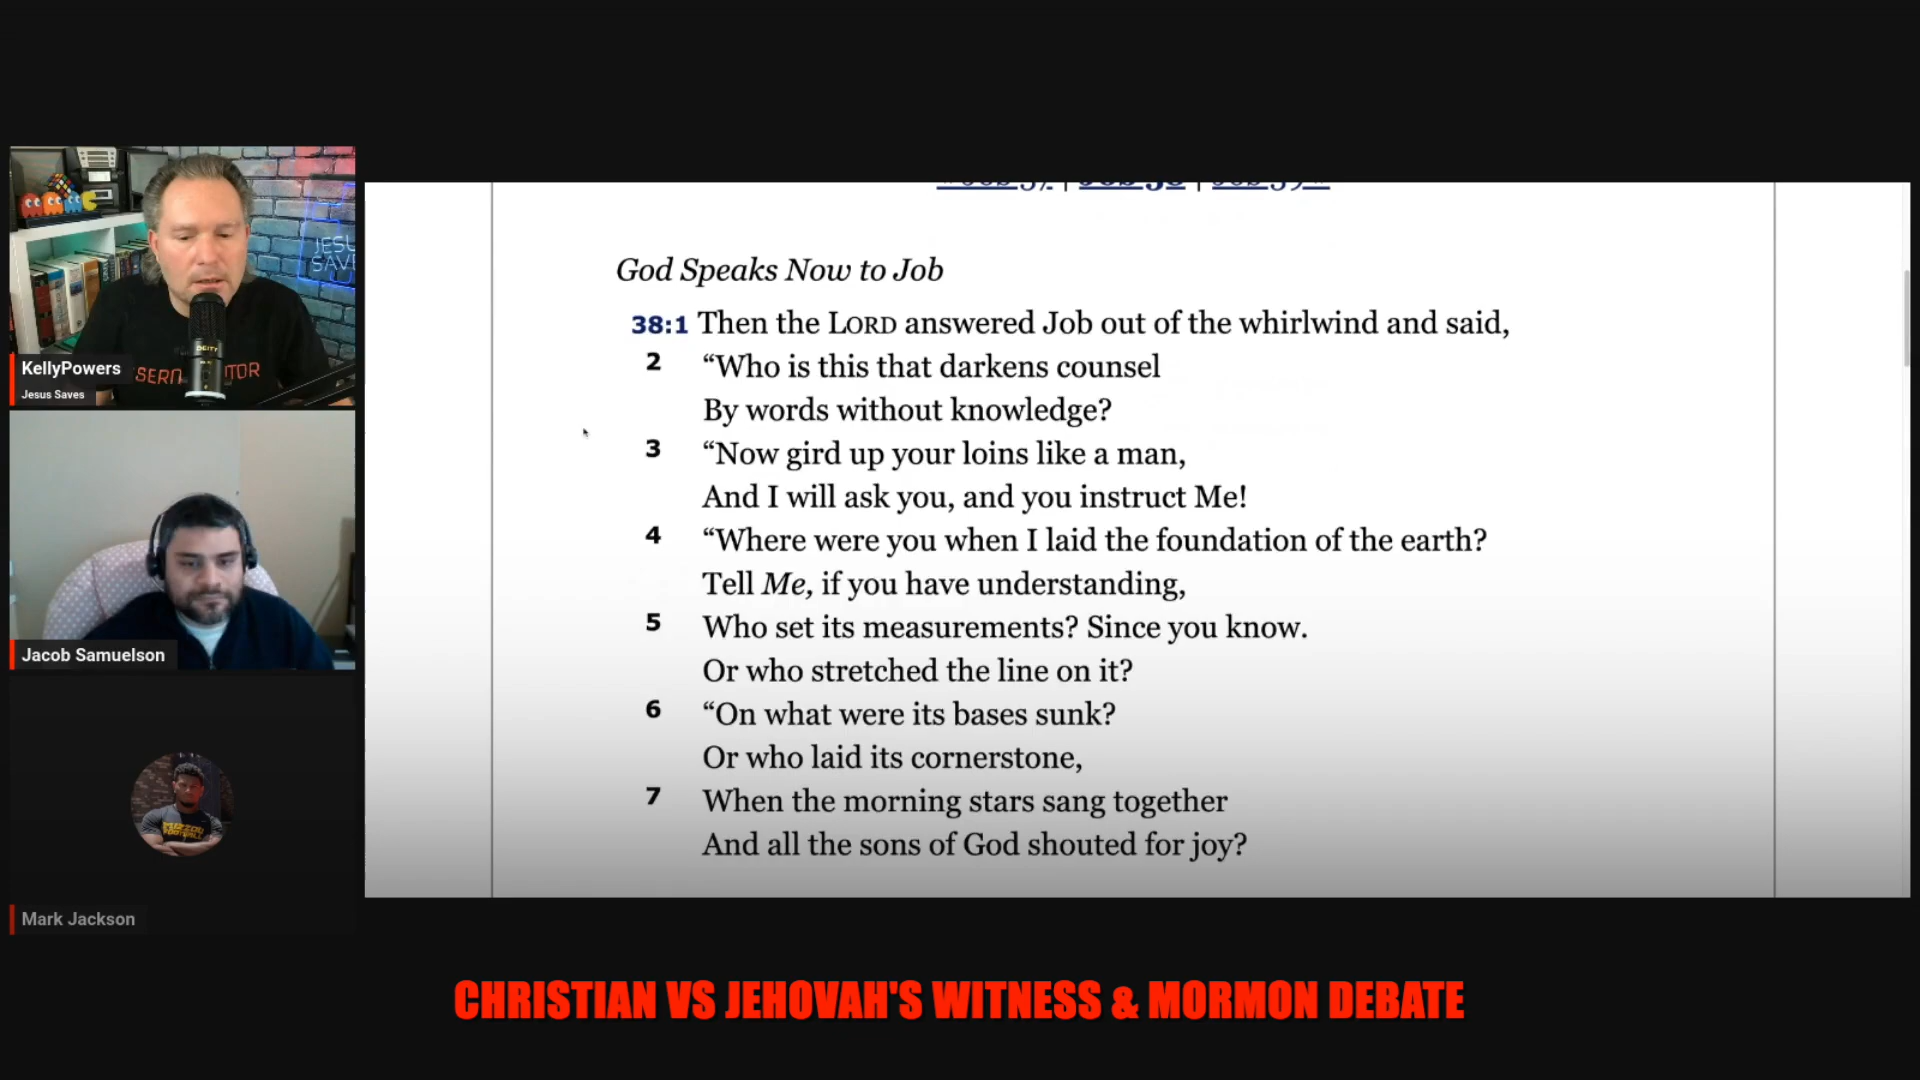 JESU
SAV
DEITY
KellyPowers
Jesus Saves
Jacob Samuelson
MIZZOU
FOOTBALL
Mark Jackson
God Speaks Now to Job
38:1 Then the LORD answered Job out of the whirlwind and said,
2 “Who is this that darkens counsel
By words without knowledge?
3 “Now gird up your loins like a man,
And I will ask you, and you instruct Me!
4 “Where were you when I laid the foundation of the earth?
Tell Me, if you have understanding,
5 Who set its measurements? Since you know.
Or who stretched the line on it?
6 “On what were its bases sunk?
Or who laid its cornerstone,
7 When the morning stars sang together
And all the sons of God shouted for joy?
CHRISTIAN VS JEHOVAH'S WITNESS & MORMON DEBATE